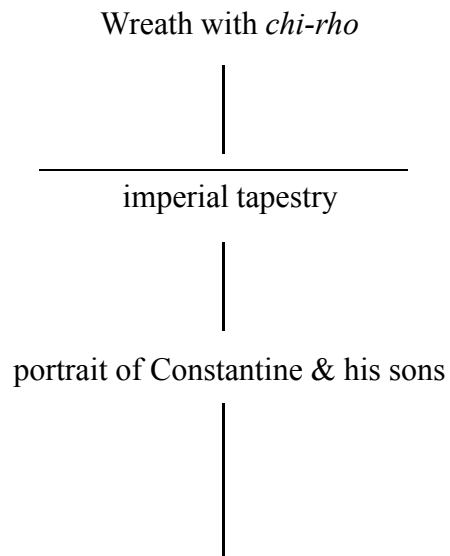 Wreath with chi-rho
imperial tapestry
portrait of Constantine & his sons